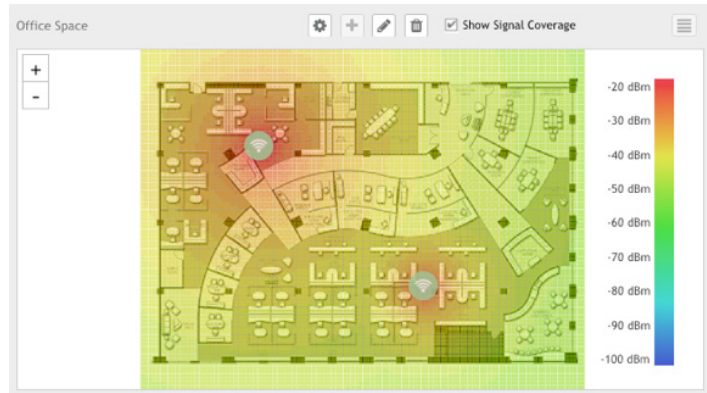 Office Space
Show Signal Coverage
+
-
-20 dBm
-30 dBm
-40 dBm
-50 dBm
-60 dBm
-70 dBm
-80 dBm
-90 dBm
-100 dBm